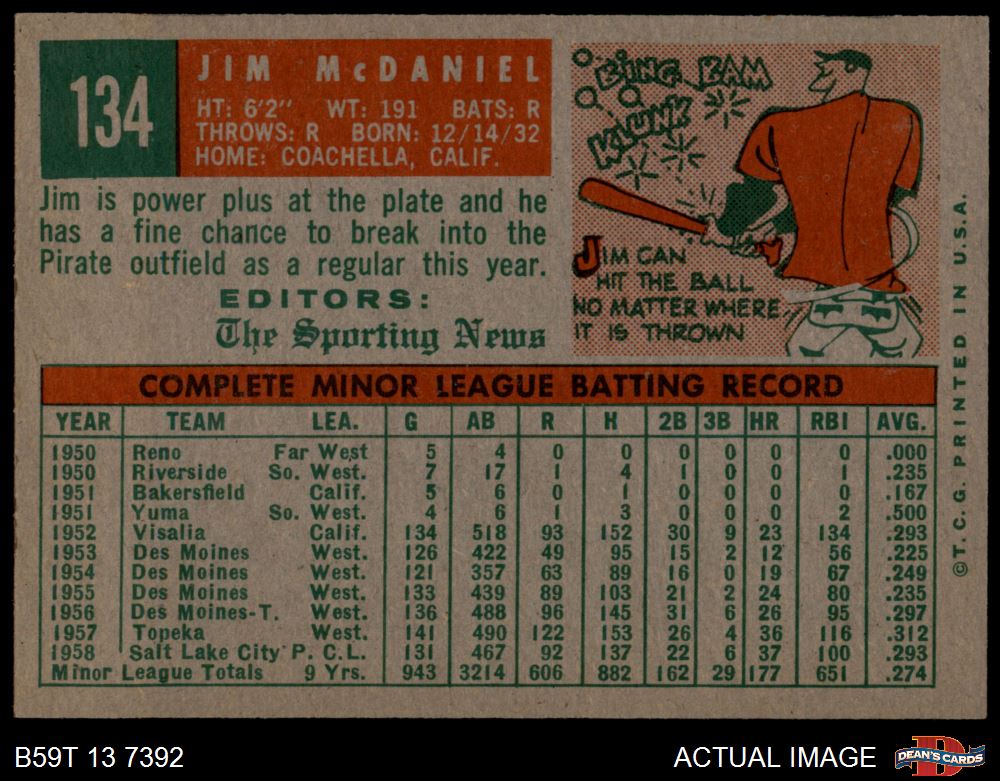 134
JIM McDANIEL
HT: 6'2" WT: 191 BATS: R
THROWS: R BORN: 12/14/32
HOME: COACHELLA, CALIF.
Jim is power plus at the plate and he
has a fine chance to break into the
Pirate outfield as a regular this year.
EDITORS:
The Sporting News
BING BAM
KLUNK
JIM CAN
HIT THE BALL
NO MATTER WHERE
IT IS THROWN
COMPLETE MINOR LEAGUE BATTING RECORD
YEAR TEAM LEA. G AB R H 2B 3B HR RBI AVG.
1950 Reno Far West 5 4 0 0 0 0 0 0 .000
1950 Riverside So. West. 7 17 1 4 1 0 0 1 .235
1951 Bakersfield Calif. 5 6 0 1 0 0 0 0 .167
1951 Yuma So. West. 4 6 1 3 0 0 0 2 .500
1952 Visalia Calif. 134 518 93 152 30 9 23 134 .293
1953 Des Moines West. 126 422 49 95 15 2 12 56 .225
1954 Des Moines West. 121 357 63 89 16 0 19 67 .249
1955 Des Moines West. 133 439 89 103 21 2 24 80 .235
1956 Des Moines-T. West. 136 488 96 145 31 6 26 95 .297
1957 Topeka West. 141 490 122 153 26 4 36 116 .312
1958 Salt Lake City P. C. L. 131 467 92 137 22 6 37 100 .293
Minor League Totals 9 Yrs. 943 3214 606 882 162 29 177 651 .274
©T. C. G. PRINTED IN U.S.A.
B59T 13 7392
ACTUAL IMAGE
D
DEAN'S CARDS